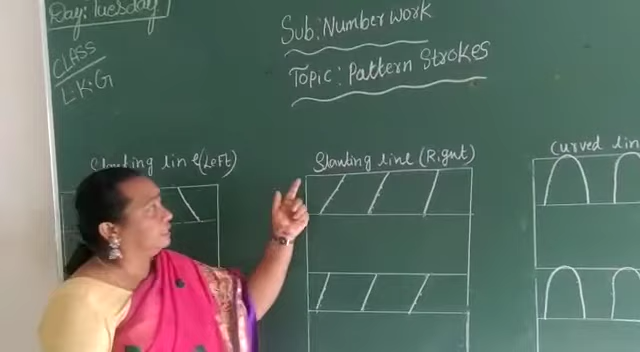 Day: Tuesday
CLASS
L.K.G
Sub: Number work
Topic: Pattern Strokes
Slanting line (Left)
Slanting line (Right)
Curved lin